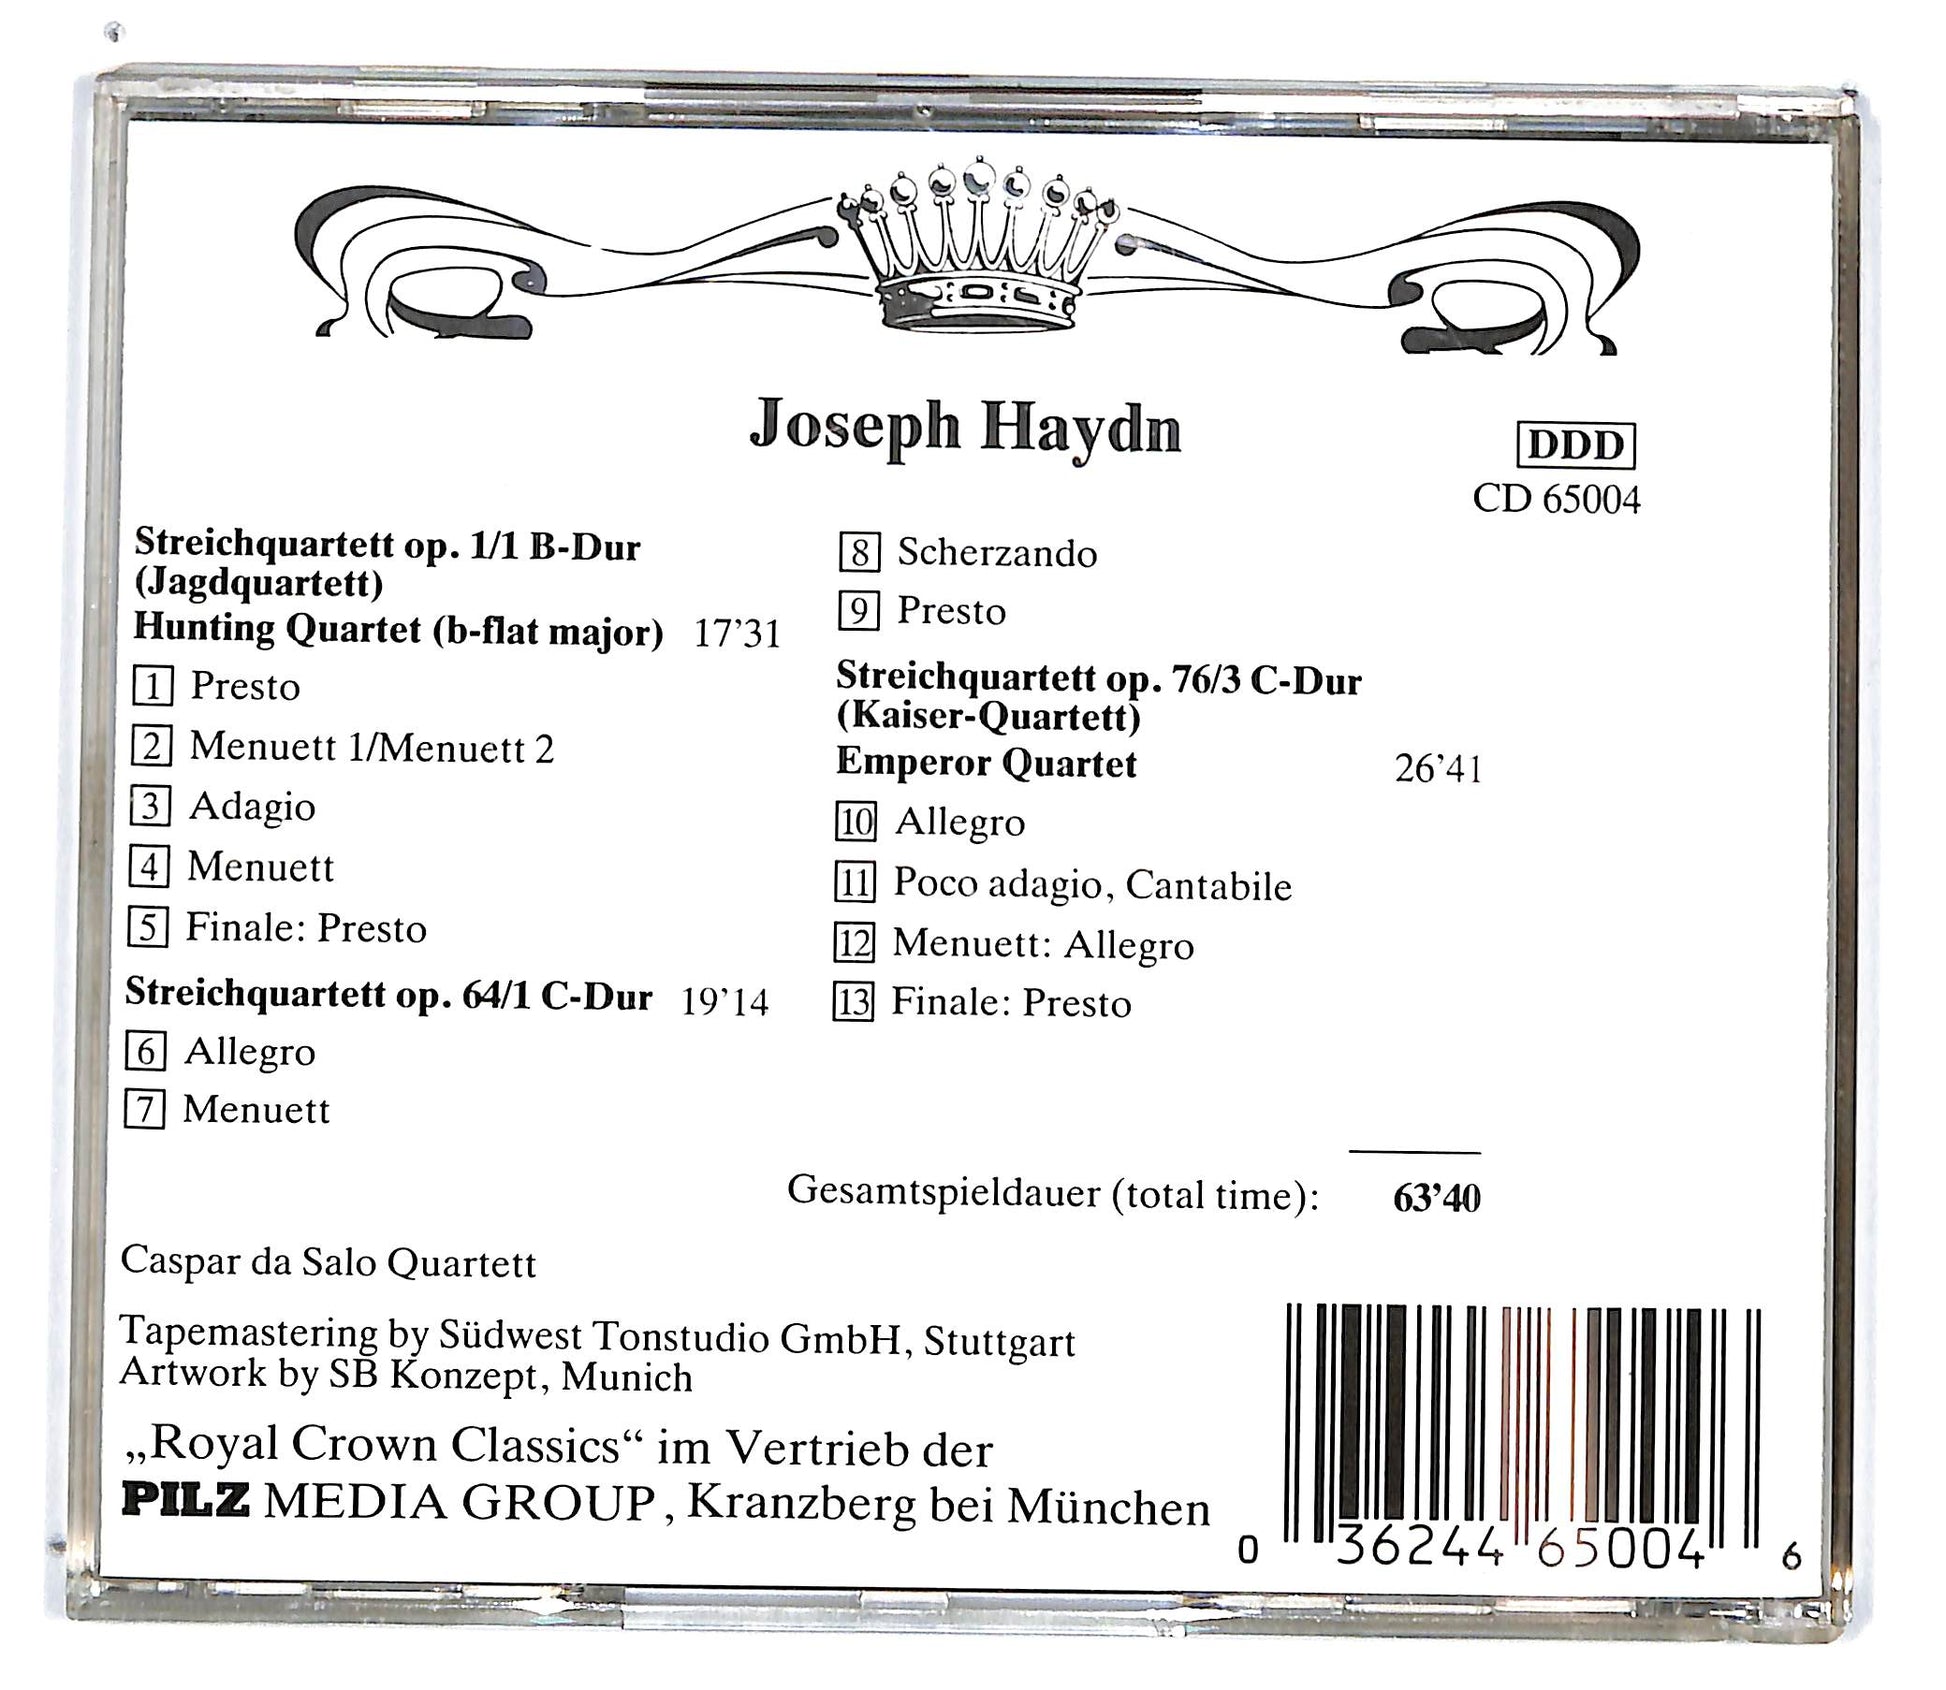 Joseph Haydn
DDD
CD 65004
Streichquartett op. 1/1 B-Dur
(Jagdquartett)
Hunting Quartet (b-flat major) 17’31
1 Presto
2 Menuett 1/Menuett 2
3 Adagio
4 Menuett
5 Finale: Presto
Streichquartett op. 64/1 C-Dur 19’14
6 Allegro
7 Menuett
8 Scherzando
9 Presto
Streichquartett op. 76/3 C-Dur
(Kaiser-Quartett)
Emperor Quartet 26’41
10 Allegro
11 Poco adagio, Cantabile
12 Menuett: Allegro
13 Finale: Presto
Gesamtspieldauer (total time): 63’40
Caspar da Salo Quartett
Tapemastering by Südwest Tonstudio GmbH, Stuttgart
Artwork by SB Konzept, Munich
„Royal Crown Classics“ im Vertrieb der
PILZ MEDIA GROUP, Kranzberg bei München
0 36244 65004 6